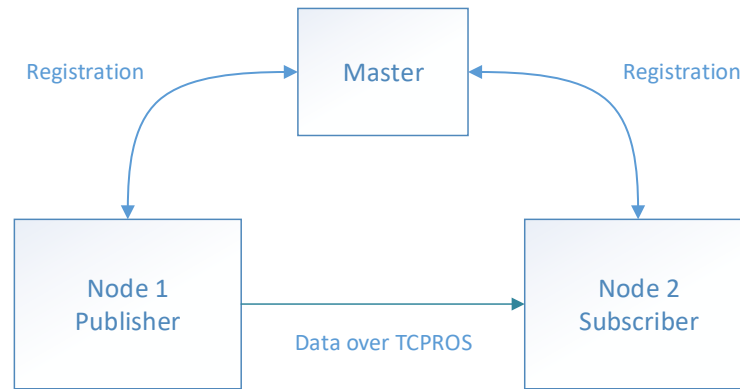 Registration
Master
Registration
Node 1
Publisher
Node 2
Subscriber
Data over TCPROS